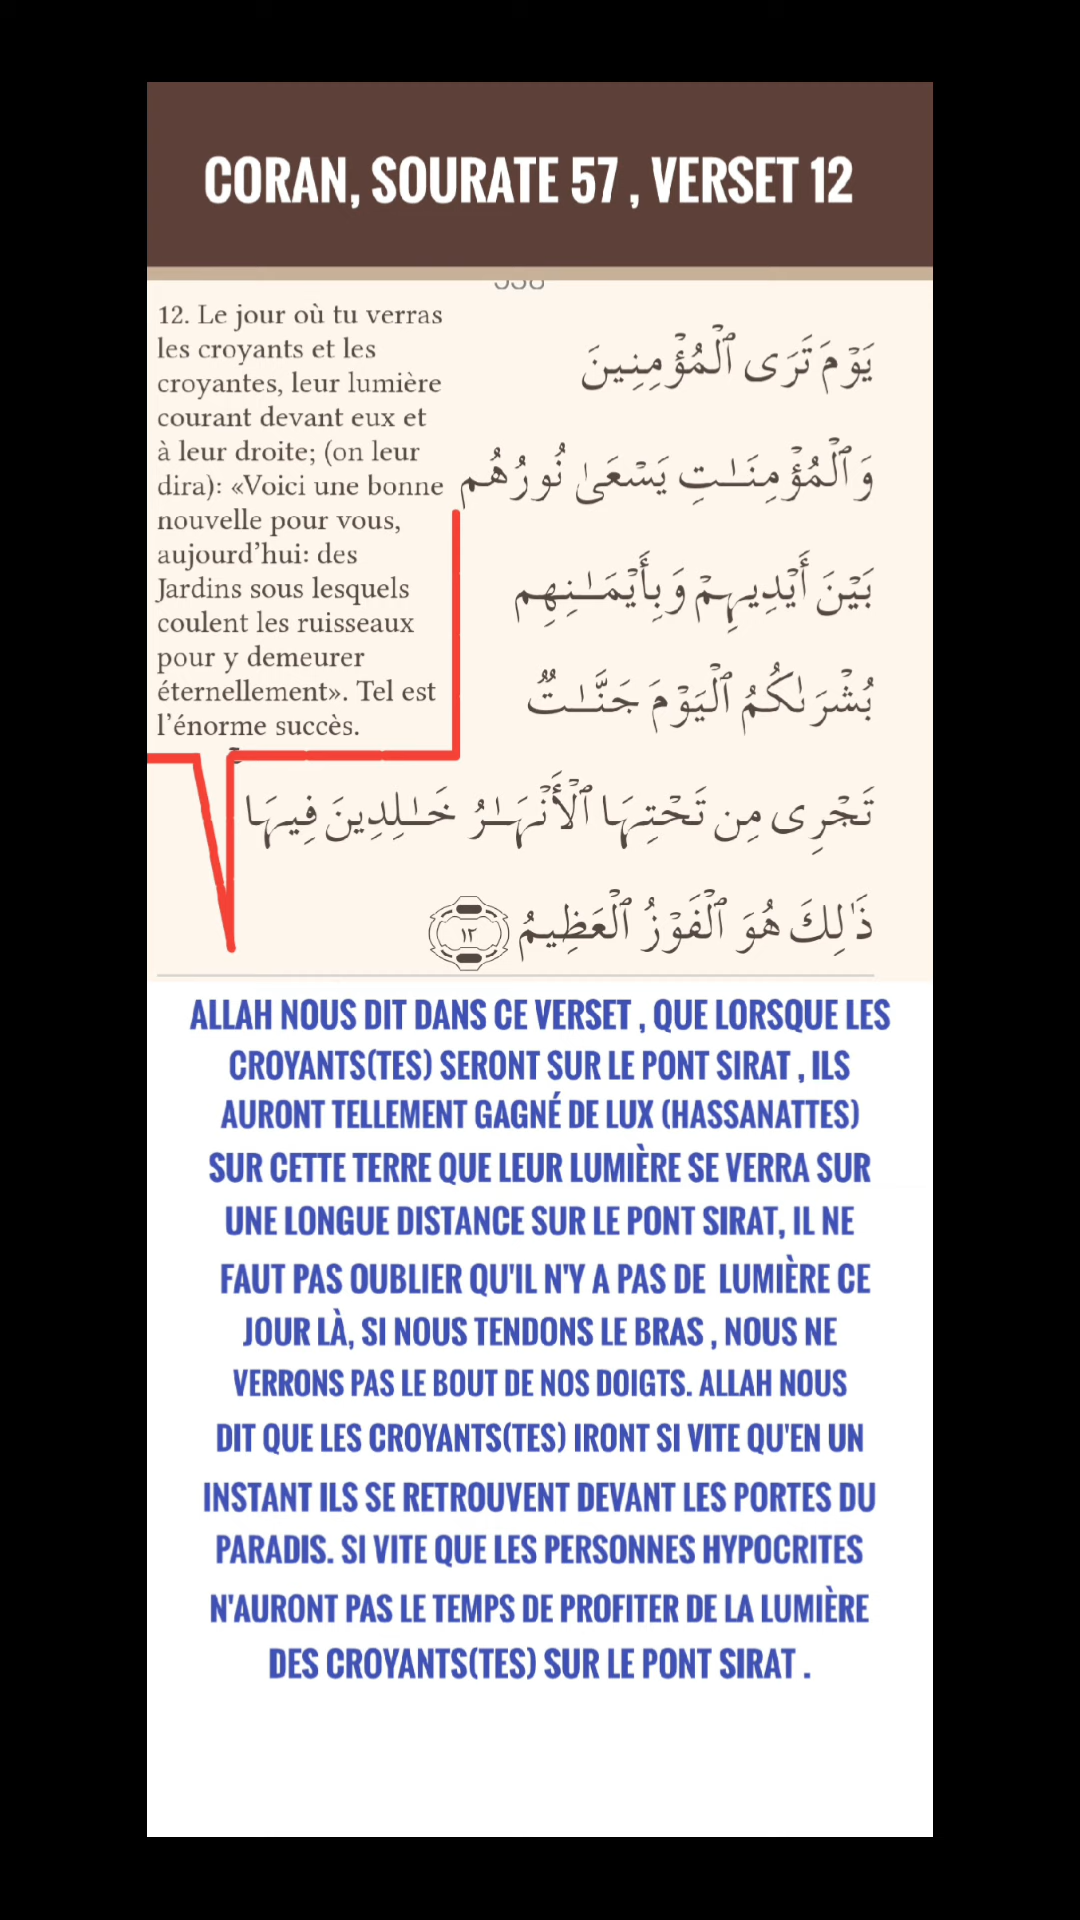 CORAN, SOURATE 57 , VERSET 12
12. Le jour où tu verras
les croyants et les
croyantes, leur lumière
courant devant eux et
à leur droite; (on leur
dira): «Voici une bonne
nouvelle pour vous,
aujourd’hui: des
Jardins sous lesquels
coulent les ruisseaux
pour y demeurer
éternellement». Tel est
l’énorme succès.
يَوْمَ تَرَى ٱلْمُؤْمِنِينَ
وَٱلْمُؤْمِنَـٰتِ يَسْعَىٰ نُورُهُم
بَيْنَ أَيْدِيهِمْ وَبِأَيْمَـٰنِهِم
بُشْرَىٰكُمُ ٱلْيَوْمَ جَنَّـٰتٌ
تَجْرِى مِن تَحْتِهَا ٱلْأَنْهَـٰرُ خَـٰلِدِينَ فِيهَا
ذَٰلِكَ هُوَ ٱلْفَوْزُ ٱلْعَظِيمُ ١٢
ALLAH NOUS DIT DANS CE VERSET , QUE LORSQUE LES
CROYANTS(TES) SERONT SUR LE PONT SIRAT , ILS
AURONT TELLEMENT GAGNÉ DE LUX (HASSANATTES)
SUR CETTE TERRE QUE LEUR LUMIÈRE SE VERRA SUR
UNE LONGUE DISTANCE SUR LE PONT SIRAT, IL NE
FAUT PAS OUBLIER QU'IL N'Y A PAS DE LUMIÈRE CE
JOUR LÀ, SI NOUS TENDONS LE BRAS , NOUS NE
VERRONS PAS LE BOUT DE NOS DOIGTS. ALLAH NOUS
DIT QUE LES CROYANTS(TES) IRONT SI VITE QU'EN UN
INSTANT ILS SE RETROUVENT DEVANT LES PORTES DU
PARADIS. SI VITE QUE LES PERSONNES HYPOCRITES
N'AURONT PAS LE TEMPS DE PROFITER DE LA LUMIÈRE
DES CROYANTS(TES) SUR LE PONT SIRAT .